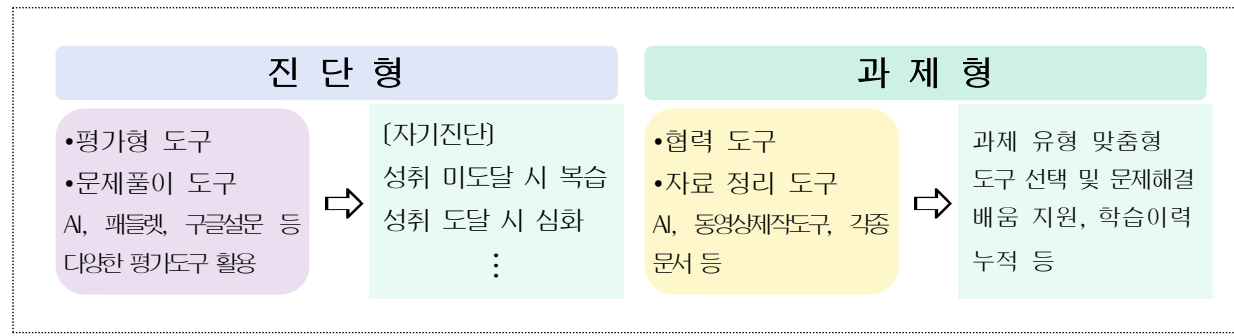 진 단 형
•평가형 도구
•문제풀이 도구
AI, 패들렛, 구글설문 등
다양한 평가도구 활용
[자기진단]
성취 미도달 시 복습
성취 도달 시 심화
⋮
과 제 형
•협력 도구
•자료 정리 도구
AI, 동영상제작도구, 각종
문서 등
과제 유형 맞춤형
도구 선택 및 문제해결
배움 지원, 학습이력
누적 등